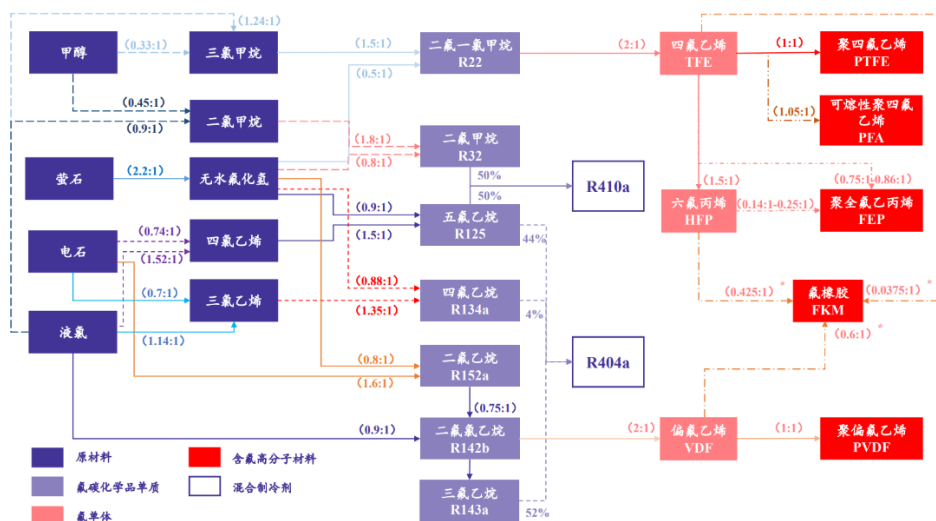 (1.24:1)
甲醇
(0.33:1)
三氯甲烷
(1.5:1)
二氟一氯甲烷
R22
(2:1)
四氟乙烯
TFE
(1:1)
聚四氟乙烯
PTFE
(0.5:1)
(0.45:1)
(0.9:1)
二氯甲烷
(1.05:1)
可熔性聚四氟
乙烯
PFA
(1.8:1)
(0.8:1)
二氟甲烷
R32
萤石
(2.2:1)
无水氟化氢
50%
50%
R410a
(1.5:1)
(0.75:1-0.86:1)
(0.9:1)
(1.5:1)
五氟乙烷
R125
六氟丙烯
HFP
(0.14:1-0.25:1)
聚全氟乙丙烯
FEP
电石
(0.74:1)
(1.52:1)
四氯乙烯
44%
(0.7:1)
三氯乙烯
(0.88:1)
(1.35:1)
四氟乙烷
R134a
4%
(0.425:1) *
氟橡胶
FKM
(0.0375:1) *
(0.6:1) *
液氯
(1.14:1)
(0.8:1)
(1.6:1)
二氟乙烷
R152a
R404a
(0.75:1)
(0.9:1)
二氟氯乙烷
R142b
(2:1)
偏氟乙烯
VDF
(1:1)
聚偏氟乙烯
PVDF
原材料
含氟高分子材料
氟碳化学品单质
混合制冷剂
三氟乙烷
R143a
52%
氟单体